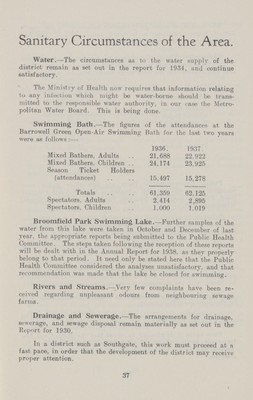 Sanitary Circumstances of the Area.
Water.—The circumstances as to the water supply of the
district remain as set out in the report for 1934, and continue
satisfactory.
The Ministry of Health now requires that information relating
to any infection which might be water-borne should be trans-
mitted to the responsible water authority, in our case the Metro-
politan Water Board. This is being done.
Swimming Bath.—The figures of the attendances at the
Barrowell Green Open-Air Swimming Bath for the last two years
were as follows:—
1936. 1937
Mixed Bathers, Adults .. 21,688 22,922
Mixed Bathers, Children .. 24,174 23,925
Season Ticket Holders
(attendances) .. .. 15,497 15,278
Totals .. 61,359 62,125
Spectators, Adults .. 2,414 2,895
Spectators, Children .. 1,000 1,019
Broomfield Park Swimming Lake.—Further samples of the
water from this lake were taken in October and December of last
year, the appropriate reports being submitted to the Public Health
Committee. The steps taken following the reception of these reports
will be dealt with in the Annual Report for 1938, as they properly
belong to that period. It need only be stated here that the Public
Health Committee considered the analyses unsatisfactory, and that
recommendation was made that the lake be closed for swimming.
Rivers and Streams.—Very few complaints have been re-
ceived regarding unpleasant odours from neighbouring sewage
farms.
Drainage and Sewerage.—The arrangements for drainage,
sewerage, and sewage disposal remain materially as set out in the
Report for 1930.
In a district such as Southgate, this work must proceed at a
fast pace, in order that the development of the district may receive
proper attention.
37